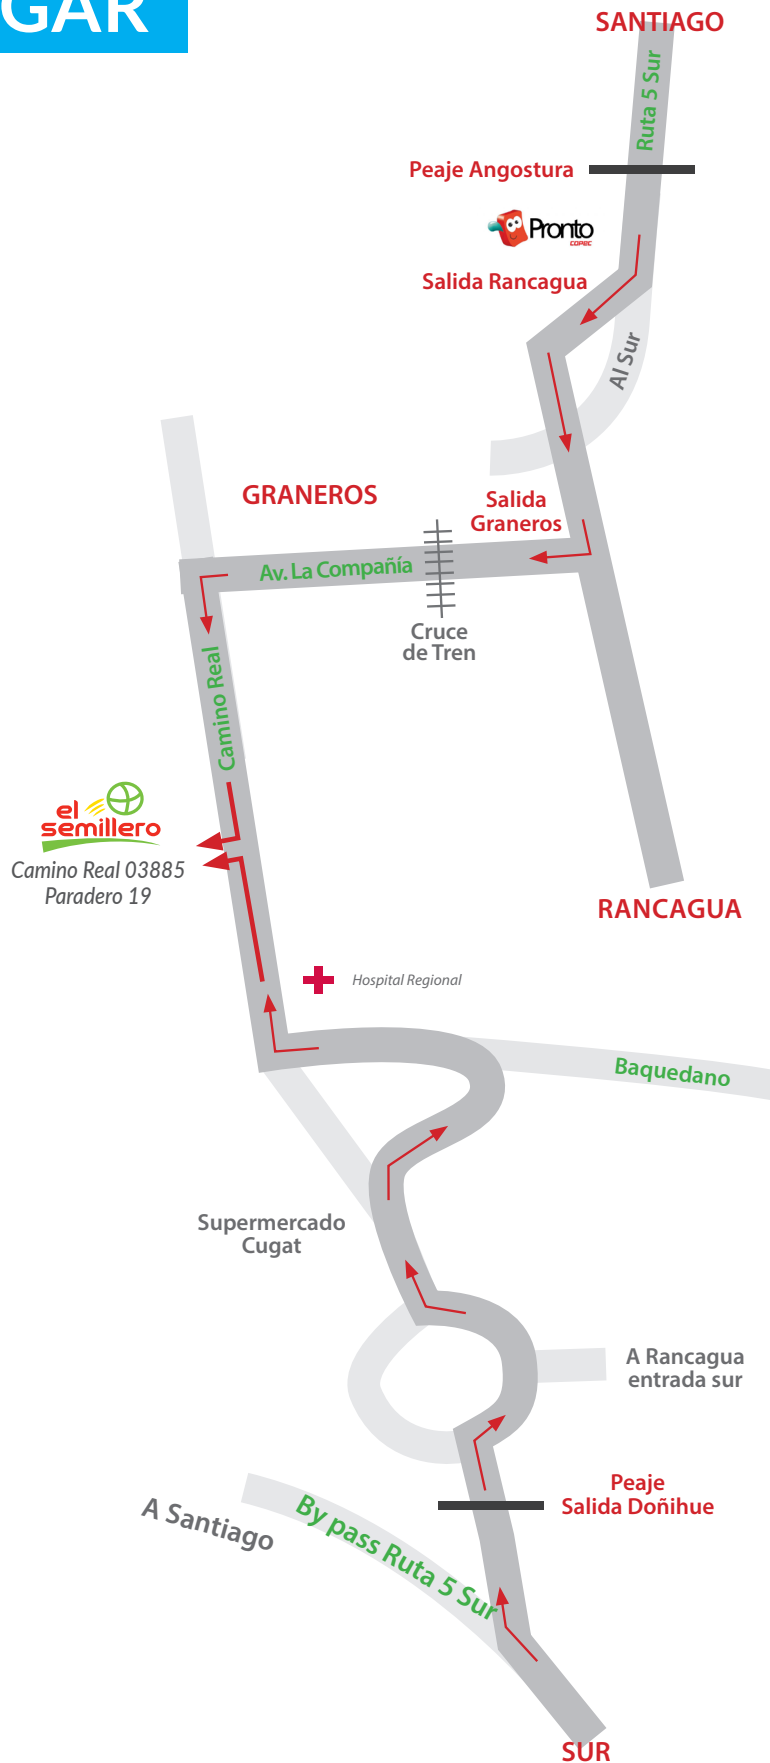 GAR
SANTIAGO
Ruta 5 Sur
Peaje Angostura
Pronto
COPEC
Salida Rancagua
Al Sur
GRANEROS
Salida
Graneros
Av. La Compañía
Cruce
de Tren
Camino Real
el
semillero
Camino Real 03885
Paradero 19
RANCAGUA
Hospital Regional
Baquedano
Supermercado
Cugat
A Rancagua
entrada sur
Peaje
Salida Doñihue
A Santiago
By pass Ruta 5 Sur
SUR